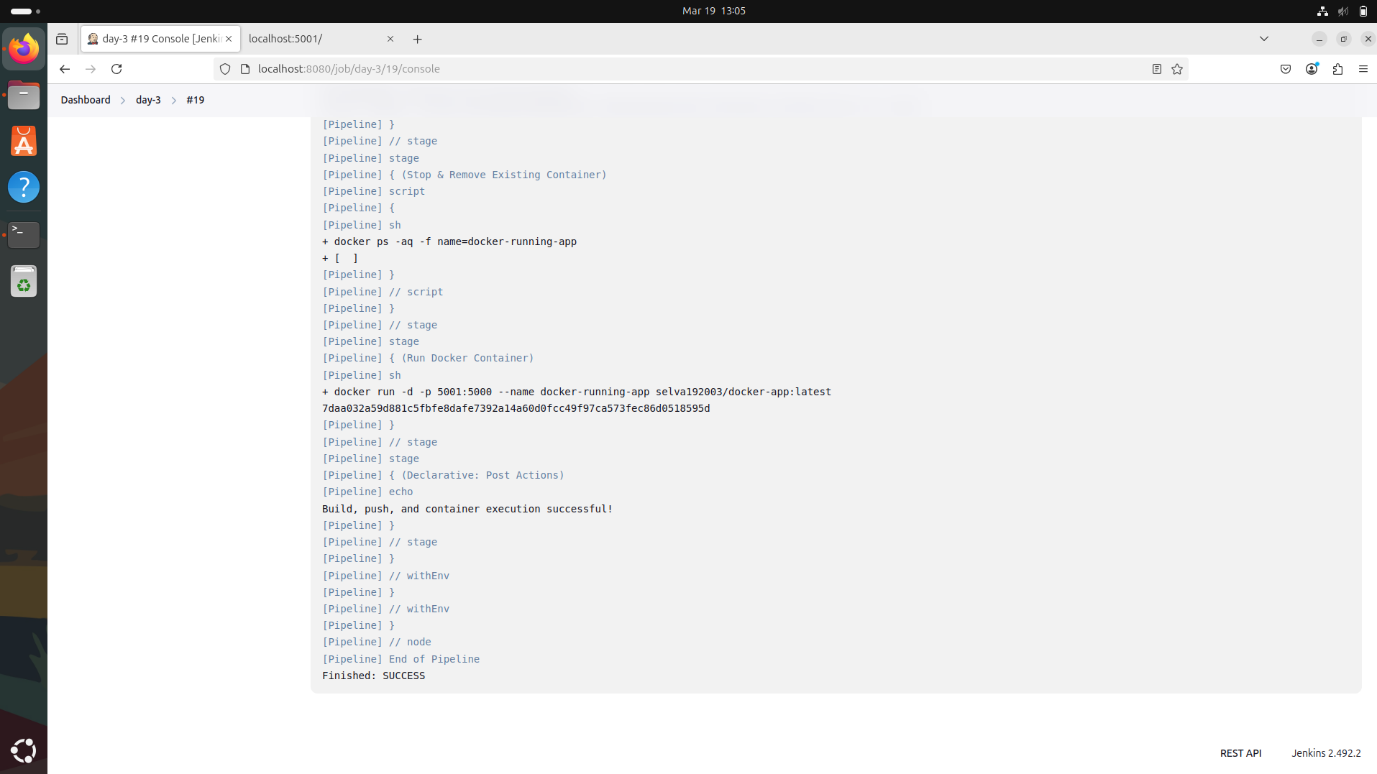 Mar 19 13:05
day-3 #19 Console [Jenki
localhost:5001/
localhost:8080/job/day-3/19/console
Dashboard > day-3 > #19
[Pipeline] }
[Pipeline] // stage
[Pipeline] stage
[Pipeline] { (Stop & Remove Existing Container)
[Pipeline] script
[Pipeline] {
[Pipeline] sh
+ docker ps -aq -f name=docker-running-app
+ [  ]
[Pipeline] }
[Pipeline] // script
[Pipeline] }
[Pipeline] // stage
[Pipeline] stage
[Pipeline] { (Run Docker Container)
[Pipeline] sh
+ docker run -d -p 5001:5000 --name docker-running-app selva192003/docker-app:latest
7daa032a59d881c5fbfe8dafe7392a14a60d0fcc49f97ca573fec86d0518595d
[Pipeline] }
[Pipeline] // stage
[Pipeline] stage
[Pipeline] { (Declarative: Post Actions)
[Pipeline] echo
Build, push, and container execution successful!
[Pipeline] }
[Pipeline] // stage
[Pipeline] }
[Pipeline] // withEnv
[Pipeline] }
[Pipeline] // withEnv
[Pipeline] }
[Pipeline] // node
[Pipeline] End of Pipeline
Finished: SUCCESS
REST API
Jenkins 2.492.2